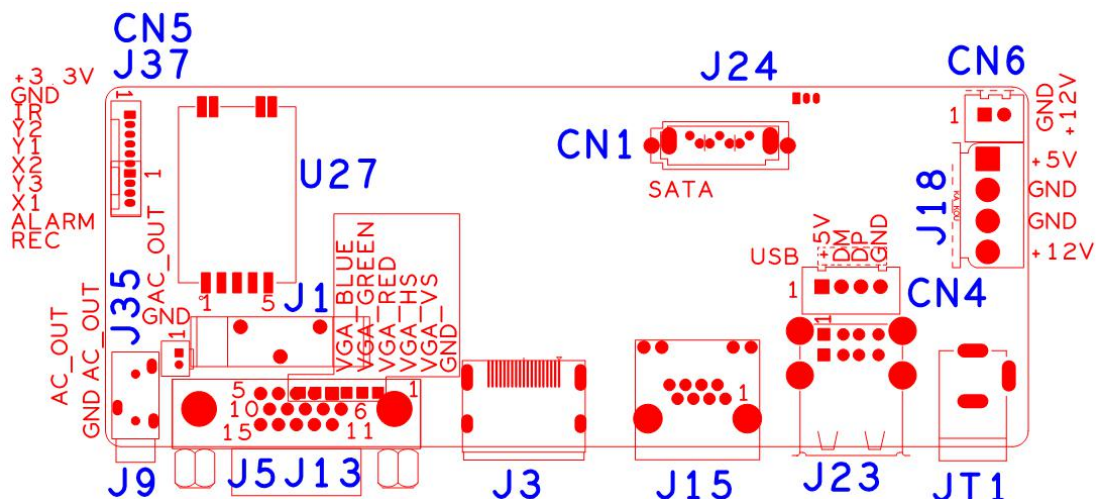 CN5
J37
+3.3V
GND
IR
Y2
Y1
X2
Y3
X1
ALARM
REC
1
1
U27
1
5
J24
CN1
SATA
CN6
1
GND
+12V
J18
+5V
GND
GND
+12V
USB
+5V
DM
DP
GND
1
CN4
1
J35
AC_OUT
GND
1
AC_OUT
GND AC_OUT
J1
VGA_BLUE
VGA_GREEN
VGA_RED
VGA_HS
VGA_VS
GND
5
1
10
6
15
11
1
J9
J5
J13
J3
J15
J23
JT1